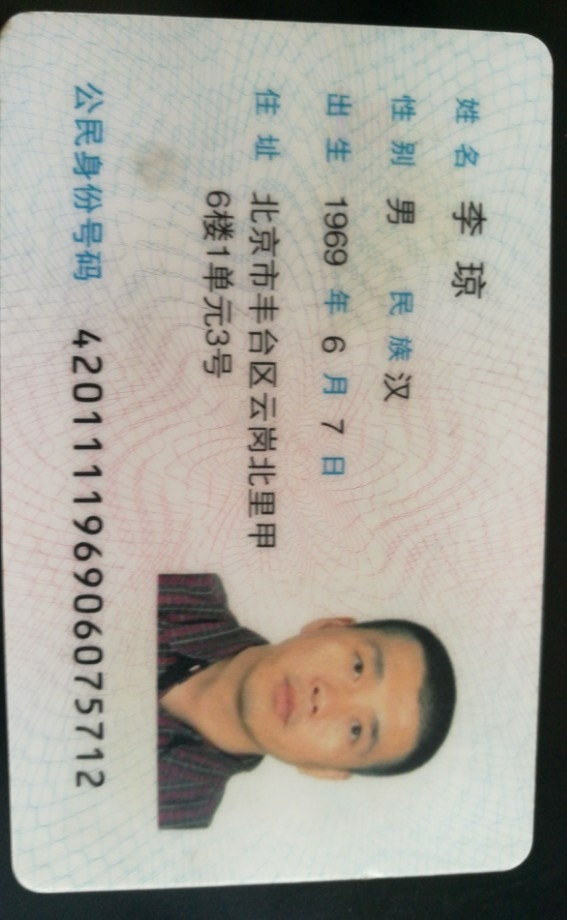 姓名 李琼
性别 男 民族 汉
出生 1969 年 6 月 7 日
住址 北京市丰台区云岗北里甲
6楼1单元3号
公民身份号码 420111196906075712